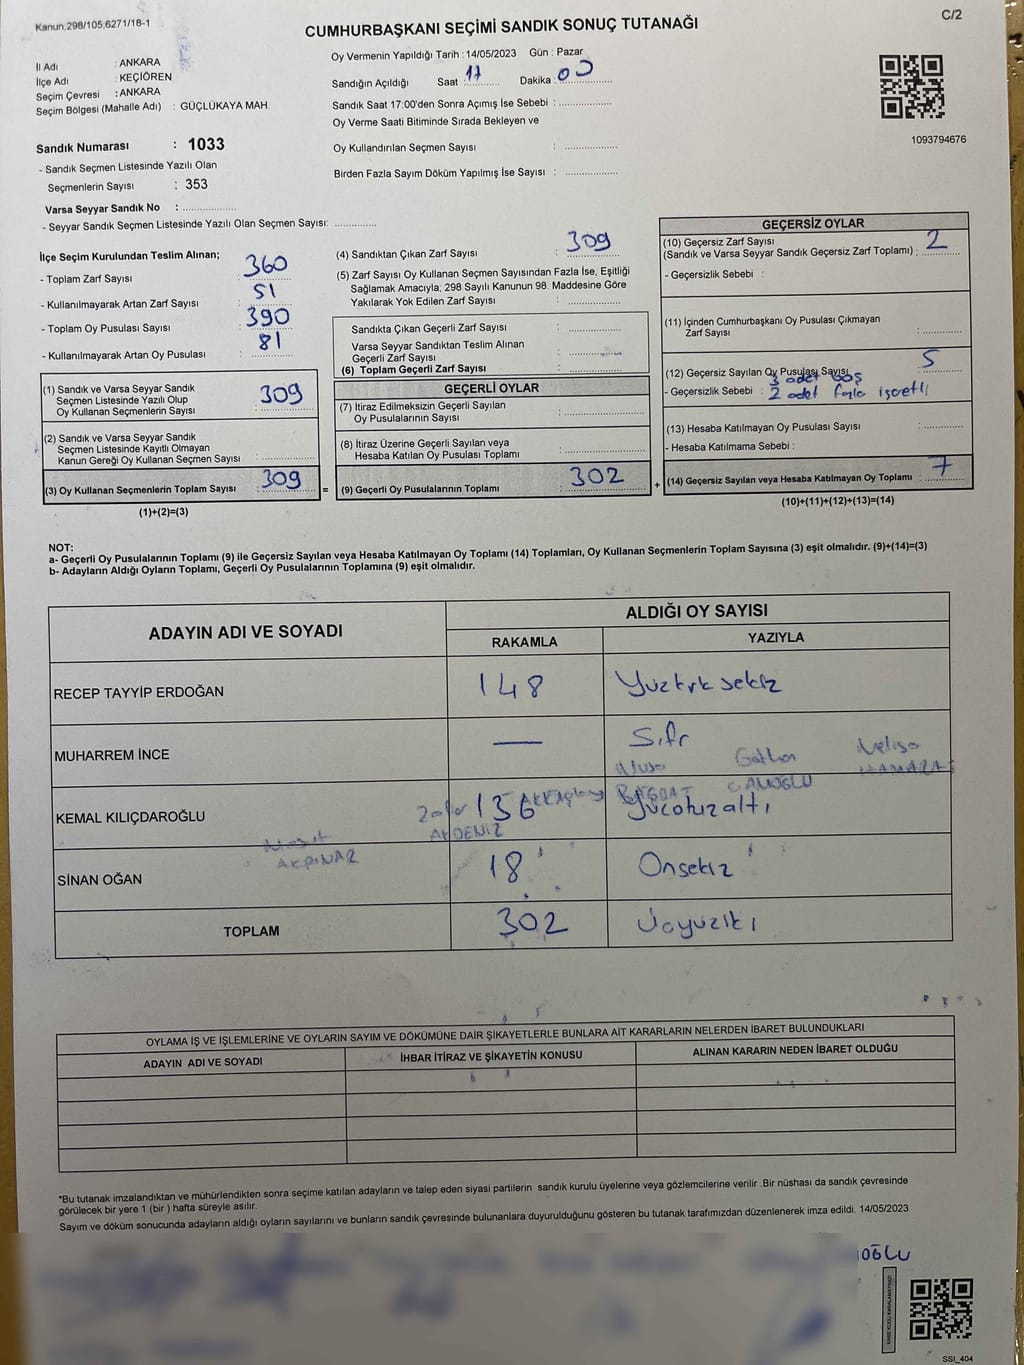 Kanun,298/105;6271/18-1
C/2
CUMHURBAŞKANI SEÇİMİ SANDIK SONUÇ TUTANAĞI
İl Adı : ANKARA
İlçe Adı : KEÇİÖREN
Seçim Çevresi : ANKARA
Seçim Bölgesi (Mahalle Adı) : GÜÇLÜKAYA MAH.
Sandık Numarası : 1033
- Sandık Seçmen Listesinde Yazılı Olan
Seçmenlerin Sayısı : 353
Varsa Seyyar Sandık No :
- Seyyar Sandık Seçmen Listesinde Yazılı Olan Seçmen Sayısı:
Oy Vermenin Yapıldığı Tarih : 14/05/2023 Gün : Pazar
Sandığın Açıldığı Saat : 17 Dakika : 00
Sandık Saat 17:00'den Sonra Açımış İse Sebebi :
Oy Verme Saati Bitiminde Sırada Bekleyen ve
Oy Kullandırılan Seçmen Sayısı :
Birden Fazla Sayım Döküm Yapılmış İse Sayısı :
1093794676
İlçe Seçim Kurulundan Teslim Alınan;
- Toplam Zarf Sayısı : 360
- Kullanılmayarak Artan Zarf Sayısı : 51
- Toplam Oy Pusulası Sayısı : 390
- Kullanılmayarak Artan Oy Pusulası : 81
(1) Sandık ve Varsa Seyyar Sandık
Seçmen Listesinde Yazılı Olup
Oy Kullanan Seçmenlerin Sayısı : 309
(2) Sandık ve Varsa Seyyar Sandık
Seçmen Listesinde Kayıtlı Olmayan
Kanun Gereği Oy Kullanan Seçmen Sayısı :
(3) Oy Kullanan Seçmenlerin Toplam Sayısı : 309
(1)+(2)=(3)
(4) Sandıktan Çıkan Zarf Sayısı : 309
(5) Zarf Sayısı Oy Kullanan Seçmen Sayısından Fazla İse, Eşitliği
Sağlamak Amacıyla; 298 Sayılı Kanunun 98. Maddesine Göre
Yakılarak Yok Edilen Zarf Sayısı :
Sandıkta Çıkan Geçerli Zarf Sayısı :
Varsa Seyyar Sandıktan Teslim Alınan
Geçerli Zarf Sayısı :
(6) Toplam Geçerli Zarf Sayısı :
GEÇERLİ OYLAR
(7) İtiraz Edilmeksizin Geçerli Sayılan
Oy Pusulalarının Sayısı :
(8) İtiraz Üzerine Geçerli Sayılan veya
Hesaba Katılan Oy Pusulası Toplamı :
= (9) Geçerli Oy Pusulalarının Toplamı : 302
GEÇERSİZ OYLAR
(10) Geçersiz Zarf Sayısı
(Sandık ve Varsa Seyyar Sandık Geçersiz Zarf Toplamı) : 2
- Geçersizlik Sebebi :
(11) İçinden Cumhurbaşkanı Oy Pusulası Çıkmayan
Zarf Sayısı :
(12) Geçersiz Sayılan Oy Pusulası Sayısı : 5
3 adet boş
- Geçersizlik Sebebi : 2 adet fazla işaretli
(13) Hesaba Katılmayan Oy Pusulası Sayısı :
- Hesaba Katılmama Sebebi :
+ (14) Geçersiz Sayılan veya Hesaba Katılmayan Oy Toplamı : 7
(10)+(11)+(12)+(13)=(14)
NOT:
a- Geçerli Oy Pusulalarının Toplamı (9) ile Geçersiz Sayılan veya Hesaba Katılmayan Oy Toplamı (14) Toplamları, Oy Kullanan Seçmenlerin Toplam Sayısına (3) eşit olmalıdır. (9)+(14)=(3)
b- Adayların Aldığı Oyların Toplamı, Geçerli Oy Pusulalarının Toplamına (9) eşit olmalıdır.
ADAYIN ADI VE SOYADI
ALDIĞI OY SAYISI
RAKAMLA YAZIYLA
RECEP TAYYİP ERDOĞAN 148 Yüzkırk sekiz
MUHARREM İNCE — Sıfır
KEMAL KILIÇDAROĞLU 136 Yüzotuzaltı
SİNAN OĞAN 18 Onsekiz
TOPLAM 302 Üçyüziki
AKDENİZ
AKPINAR
OYLAMA İŞ VE İŞLEMLERİNE VE OYLARIN SAYIM VE DÖKÜMÜNE DAİR ŞİKAYETLERLE BUNLARA AİT KARARLARIN NELERDEN İBARET BULUNDUKLARI
ADAYIN ADI VE SOYADI İHBAR İTİRAZ VE ŞİKAYETİN KONUSU ALINAN KARARIN NEDEN İBARET OLDUĞU
*Bu tutanak imzalandıktan ve mühürlendikten sonra seçime katılan adayların ve talep eden siyasi partilerin sandık kurulu üyelerine veya gözlemcilerine verilir .Bir nüshası da sandık çevresinde
görülecek bir yere 1 (bir ) hafta süreyle asılır.
Sayım ve döküm sonucunda adayların aldığı oyların sayılarını ve bunların sandık çevresinde bulunanlara duyurulduğunu gösteren bu tutanak tarafımızdan düzenlenerek imza edildi. 14/05/2023
OĞLU
KARE KODU KARALAMAYINIZ!
SSI_404